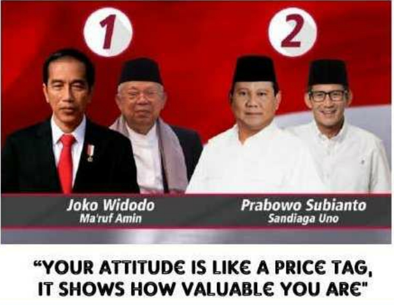 1
2
Joko Widodo
Ma'ruf Amin
Prabowo Subianto
Sandiaga Uno
“YOUR ATTITUDE IS LIKE A PRICE TAG,
IT SHOWS HOW VALUABLE YOU ARE"